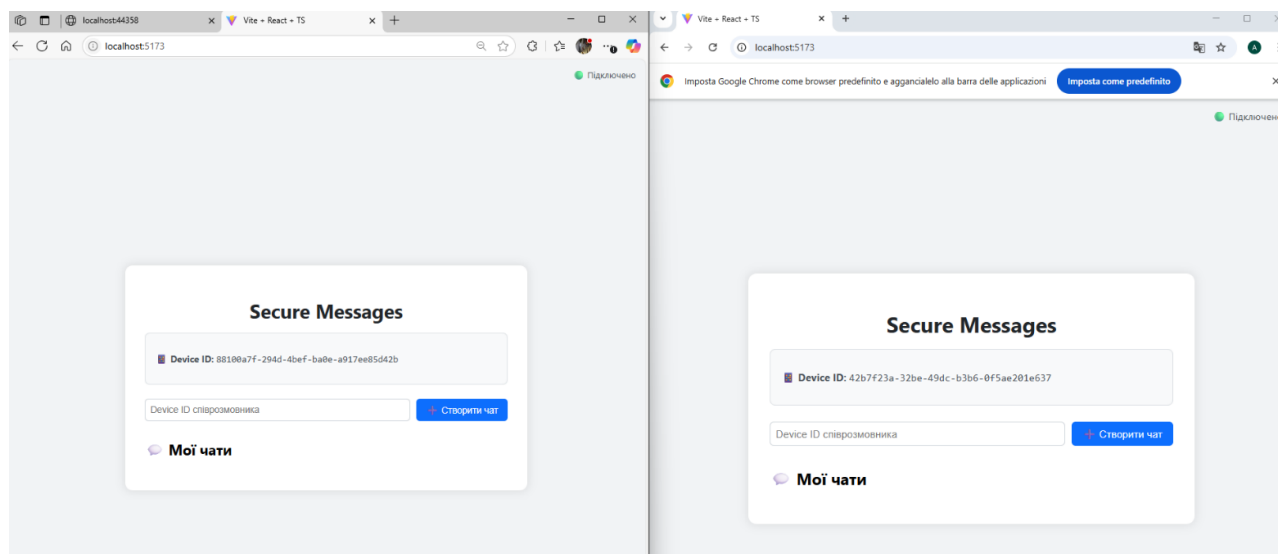 localhost:44358
Vite + React + TS
localhost:5173
Підключено
Secure Messages
Device ID: 88100a7f-294d-4bef-ba0e-a917ee85d42b
Device ID співрозмовника
Створити чат
Мої чати
Vite + React + TS
localhost:5173
A
Imposta Google Chrome come browser predefinito e aggancialelo alla barra delle applicazioni
Imposta come predefinito
Підключен
Secure Messages
Device ID: 42b7f23a-32be-49dc-b3b6-0f5ae201e637
Device ID співрозмовника
Створити чат
Мої чати